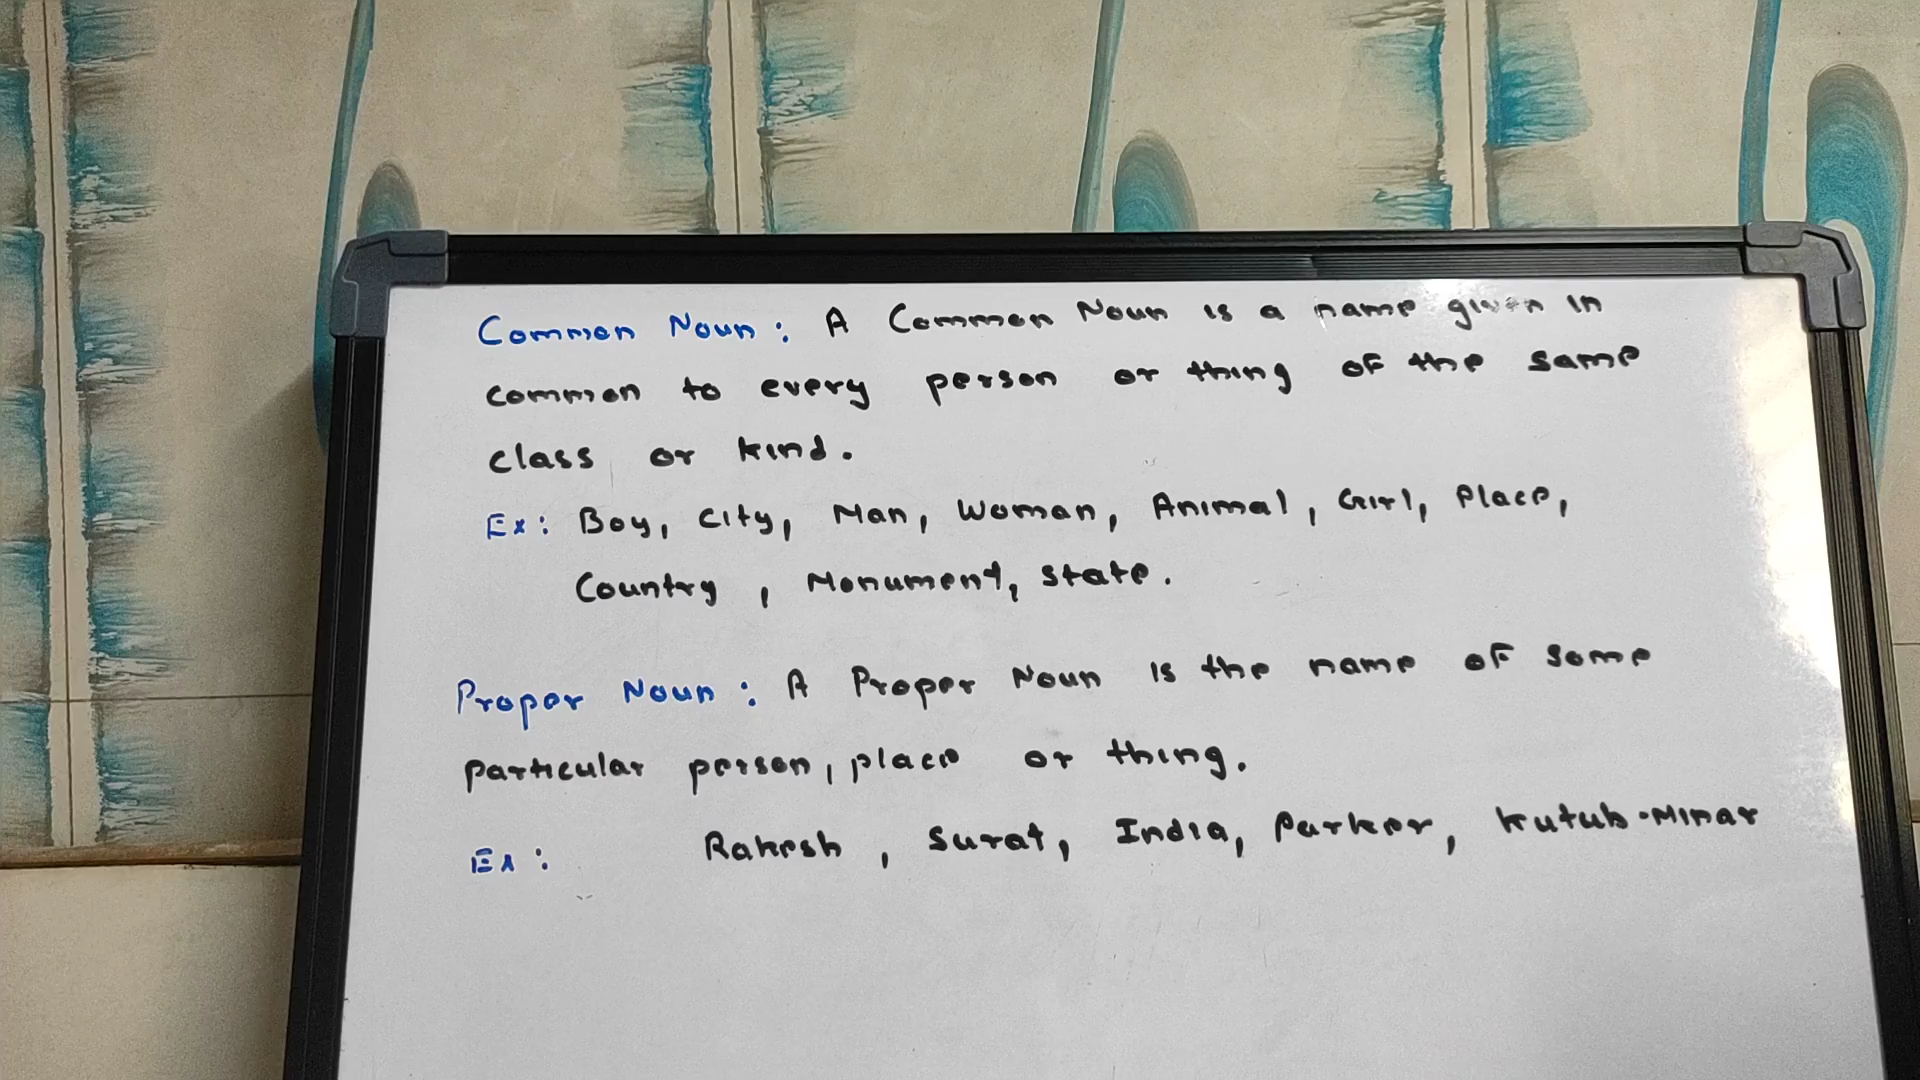 Common Noun : A Common Noun is a name given in
common to every person or thing of the same
class or kind.
Ex : Boy, City, Man, Woman, Animal, Girl, Place,
Country, Monument, State.
Proper Noun : A Proper Noun is the name of some
particular person, place or thing.
Ex : Rakesh, Surat, India, Parker, Kutub-Minar